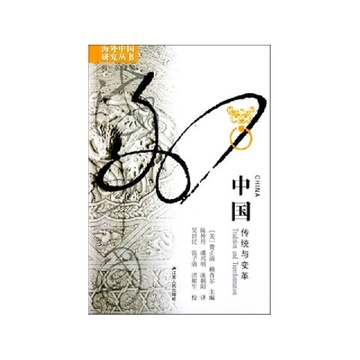 海外中国
研究丛书
CHINA
中国
传统与变革
Tradition and Transformation
[美] 费正清 赖肖尔 主编
陈仲丹 潘兴明 庞朝阳 译
吴世民 张子清 洪邮生 校
江苏人民出版社